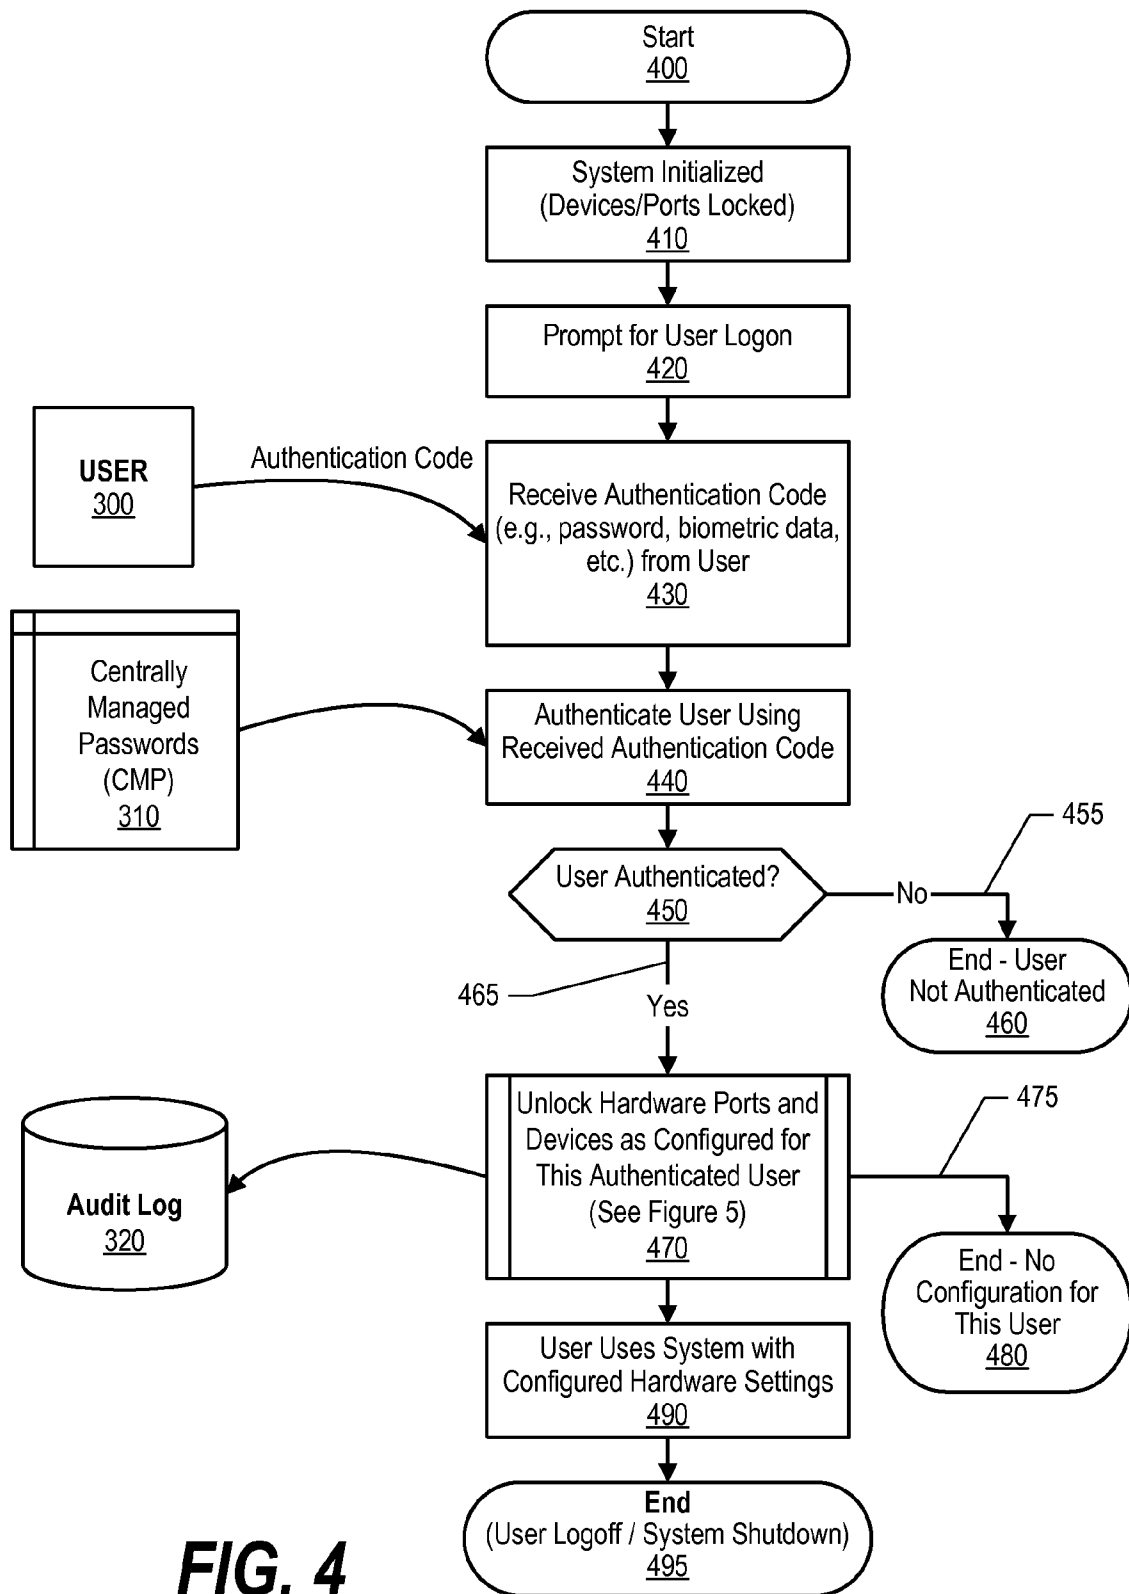 Start
400
System Initialized
(Devices/Ports Locked)
410
Prompt for User Logon
420
USER
300
Authentication Code
Receive Authentication Code
(e.g., password, biometric data,
etc.) from User
430
Centrally
Managed
Passwords
(CMP)
310
Authenticate User Using
Received Authentication Code
440
455
User Authenticated?
450
No
End - User
Not Authenticated
460
465
Yes
Unlock Hardware Ports and
Devices as Configured for
This Authenticated User
(See Figure 5)
470
475
Audit Log
320
End - No
Configuration for
This User
480
User Uses System with
Configured Hardware Settings
490
End
(User Logoff / System Shutdown)
495
FIG. 4